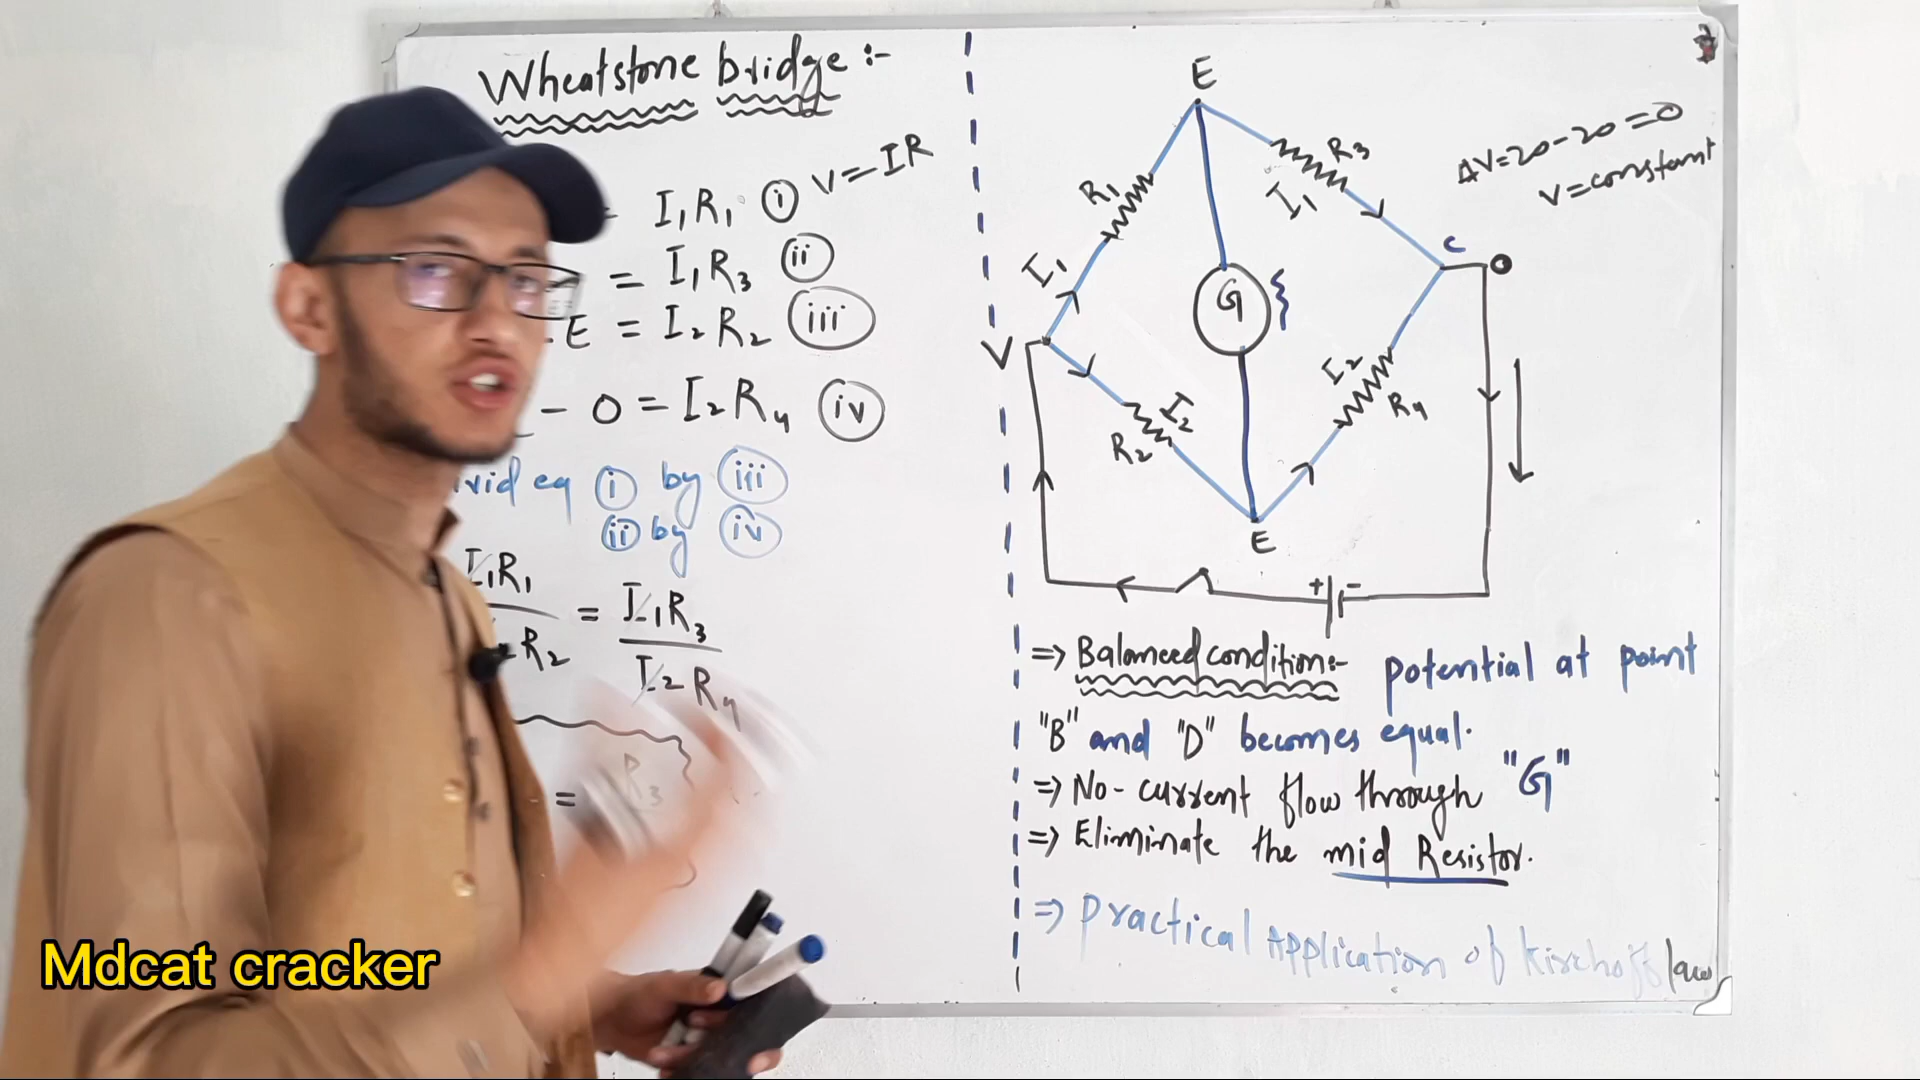 Wheatstone bridge:-
= I₁R₁ (i) V=IR
= I₁R₃ (ii)
-E = I₂R₂ (iii)
- 0 = I₂R₄ (iv)
eq (i) by (iii)
(ii) by (iv)
I₁R₁ = I₁R₃
R₂ I₂R₄
= R₃
E
ΔV=20-20=0
V=constant
R₁
R₃
I₁
I₁
C
O
G
V
I₂
I₂
R₂
R₄
E
+ -
⇒ Balanced condition:- potential at point
"B" and "D" becomes equal.
⇒ No-current flow through "G"
⇒ Eliminate the mid Resistor.
⇒ practical Application of Kirchoff law
Mdcat cracker